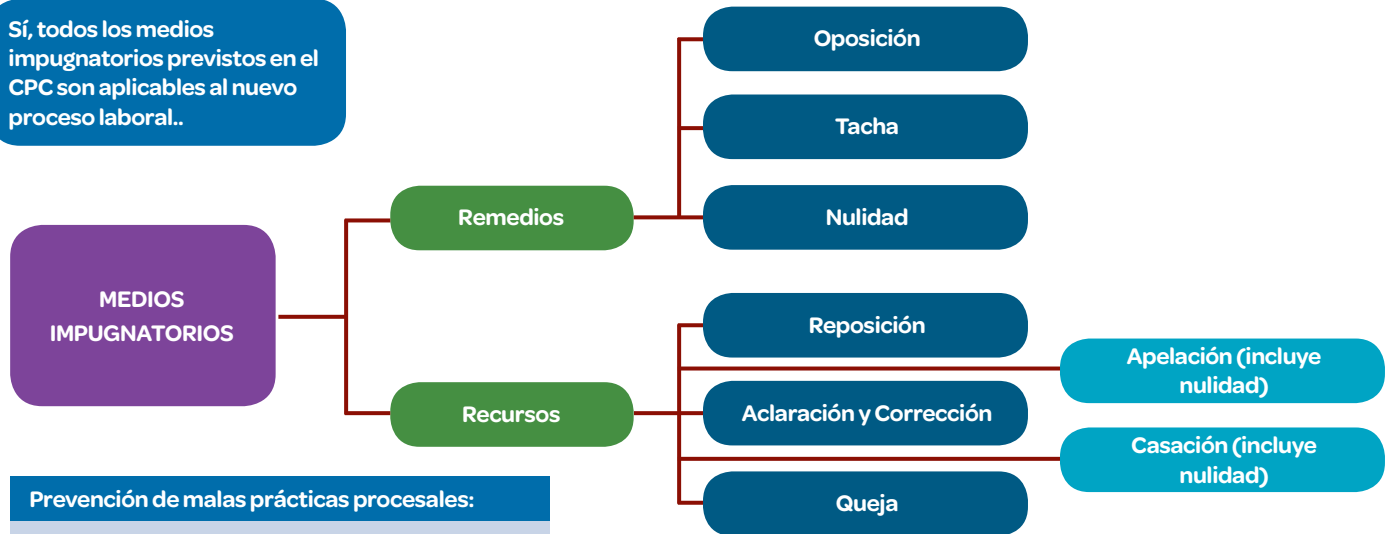 Sí, todos los medios
impugnatorios previstos en el
CPC son aplicables al nuevo
proceso laboral..
MEDIOS
IMPUGNATORIOS
Remedios
Oposición
Tacha
Nulidad
Recursos
Reposición
Apelación (incluye
nulidad)
Aclaración y Corrección
Casación (incluye
nulidad)
Queja
Prevención de malas prácticas procesales: